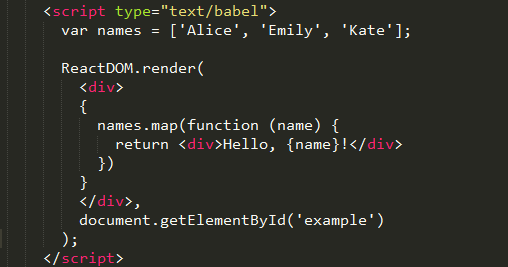 <script type="text/babel">
  var names = ['Alice', 'Emily', 'Kate'];

  ReactDOM.render(
    <div>
    {
      names.map(function (name) {
        return <div>Hello, {name}!</div>
      })
    }
    </div>,
    document.getElementById('example')
  );
</script>